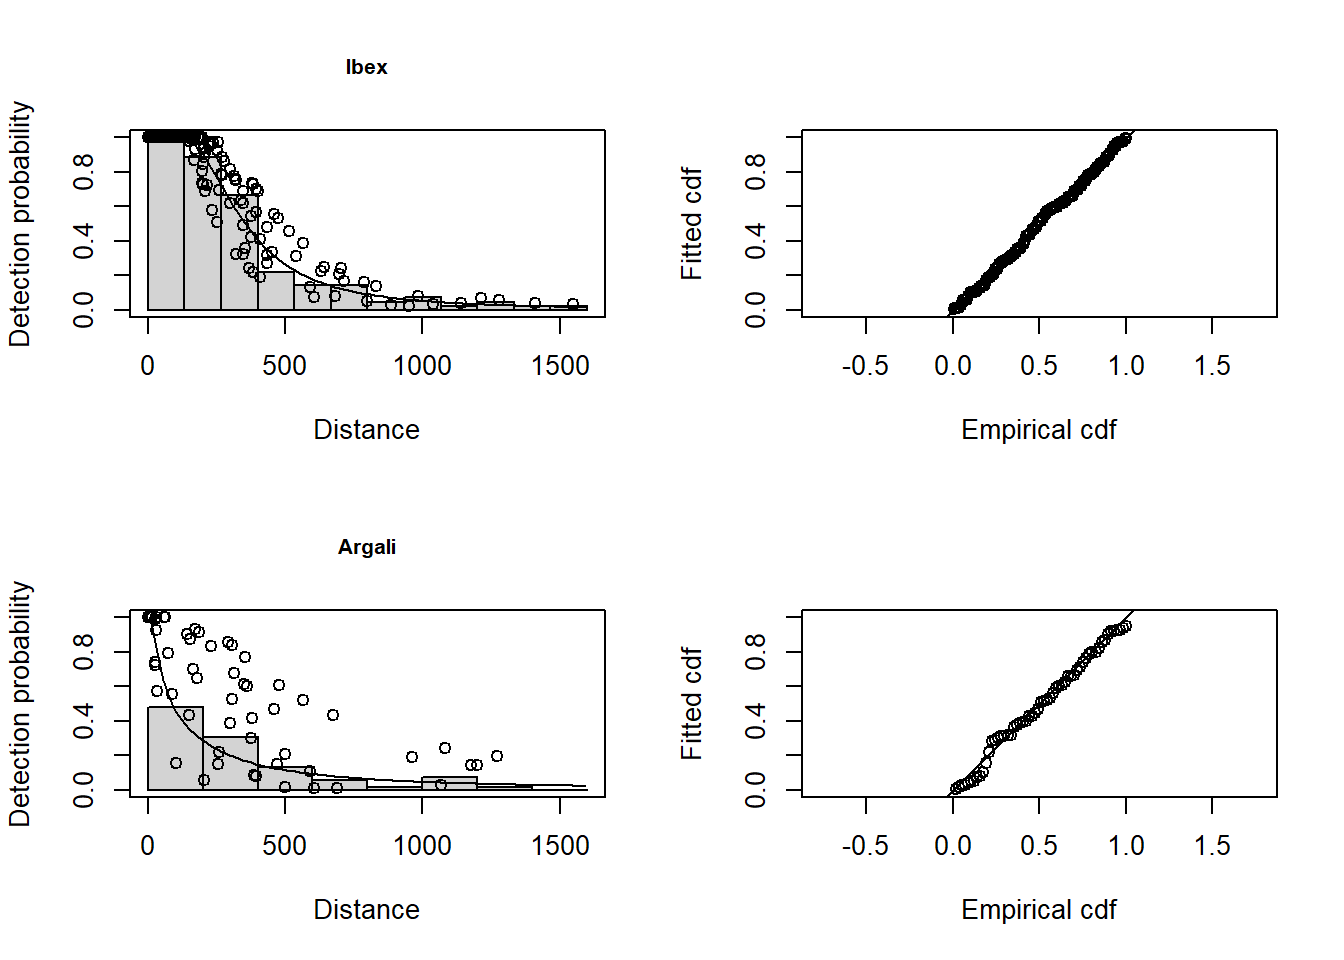 Ibex
Detection probability
0.0 0.4 0.8
0 500 1000 1500
Distance
Fitted cdf
0.0 0.4 0.8
-0.5 0.0 0.5 1.0 1.5
Empirical cdf
Argali
Detection probability
0.0 0.4 0.8
0 500 1000 1500
Distance
Fitted cdf
0.0 0.4 0.8
-0.5 0.0 0.5 1.0 1.5
Empirical cdf